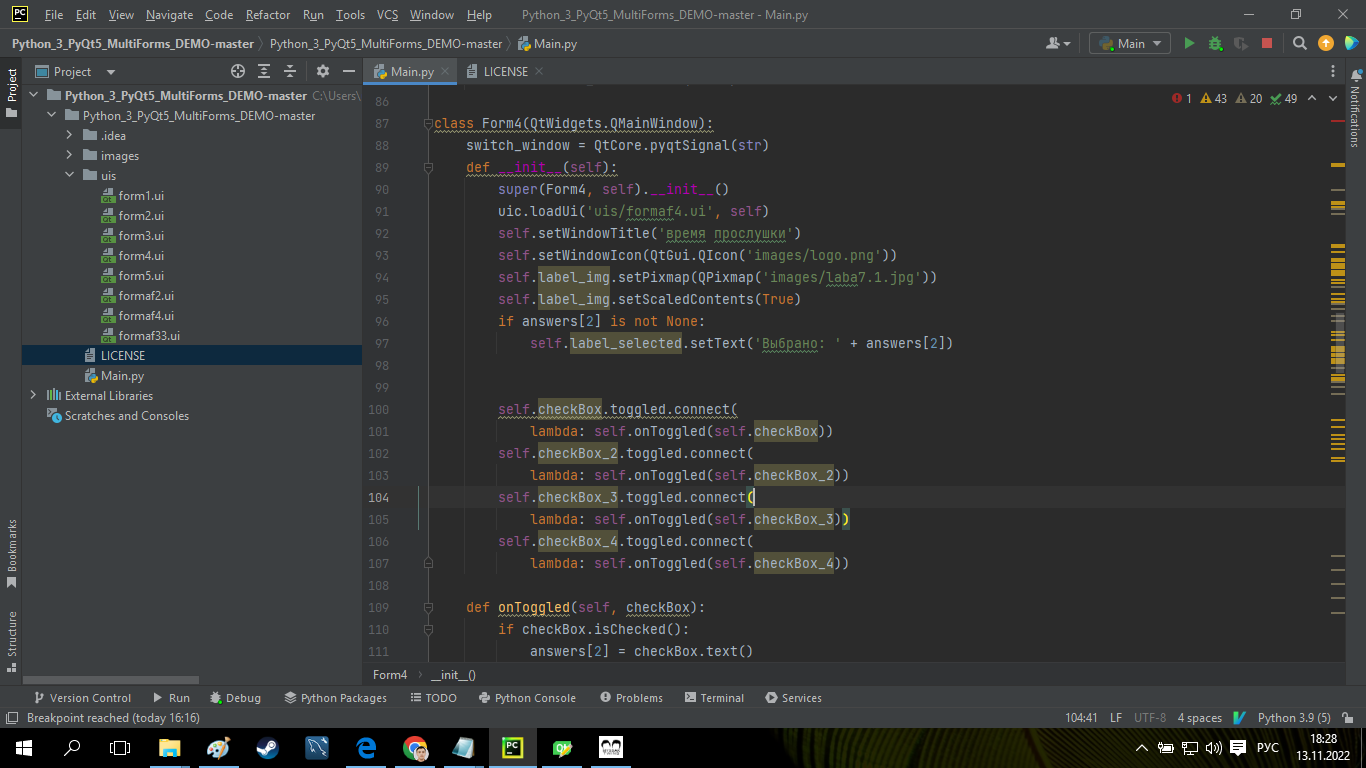 PC File Edit View Navigate Code Refactor Run Tools VCS Window Help Python_3_PyQt5_MultiForms_DEMO-master - Main.py
Python_3_PyQt5_MultiForms_DEMO-master Python_3_PyQt5_MultiForms_DEMO-master Main.py Main
Project
Main.py LICENSE
Project
Python_3_PyQt5_MultiForms_DEMO-master C:\Users\
Python_3_PyQt5_MultiForms_DEMO-master
.idea
images
uis
form1.ui
form2.ui
form3.ui
form4.ui
form5.ui
formaf2.ui
formaf4.ui
formaf33.ui
LICENSE
Main.py
External Libraries
Scratches and Consoles
Bookmarks
Structure
1 43 20 49
Notifications
86
87 class Form4(QtWidgets.QMainWindow):
88 switch_window = QtCore.pyqtSignal(str)
89 def __init__(self):
90 super(Form4, self).__init__()
91 uic.loadUi('uis/formaf4.ui', self)
92 self.setWindowTitle('время прослушки')
93 self.setWindowIcon(QtGui.QIcon('images/logo.png'))
94 self.label_img.setPixmap(QPixmap('images/laba7.1.jpg'))
95 self.label_img.setScaledContents(True)
96 if answers[2] is not None:
97 self.label_selected.setText('Выбрано: ' + answers[2])
98
99
100 self.checkBox.toggled.connect(
101 lambda: self.onToggled(self.checkBox))
102 self.checkBox_2.toggled.connect(
103 lambda: self.onToggled(self.checkBox_2))
104 self.checkBox_3.toggled.connect(
105 lambda: self.onToggled(self.checkBox_3))
106 self.checkBox_4.toggled.connect(
107 lambda: self.onToggled(self.checkBox_4))
108
109 def onToggled(self, checkBox):
110 if checkBox.isChecked():
111 answers[2] = checkBox.text()
Form4 __init__()
Version Control Run Debug Python Packages TODO Python Console Problems Terminal Services
Breakpoint reached (today 16:16) 104:41 LF UTF-8 4 spaces Python 3.9 (5)
РУС
18:28
13.11.2022